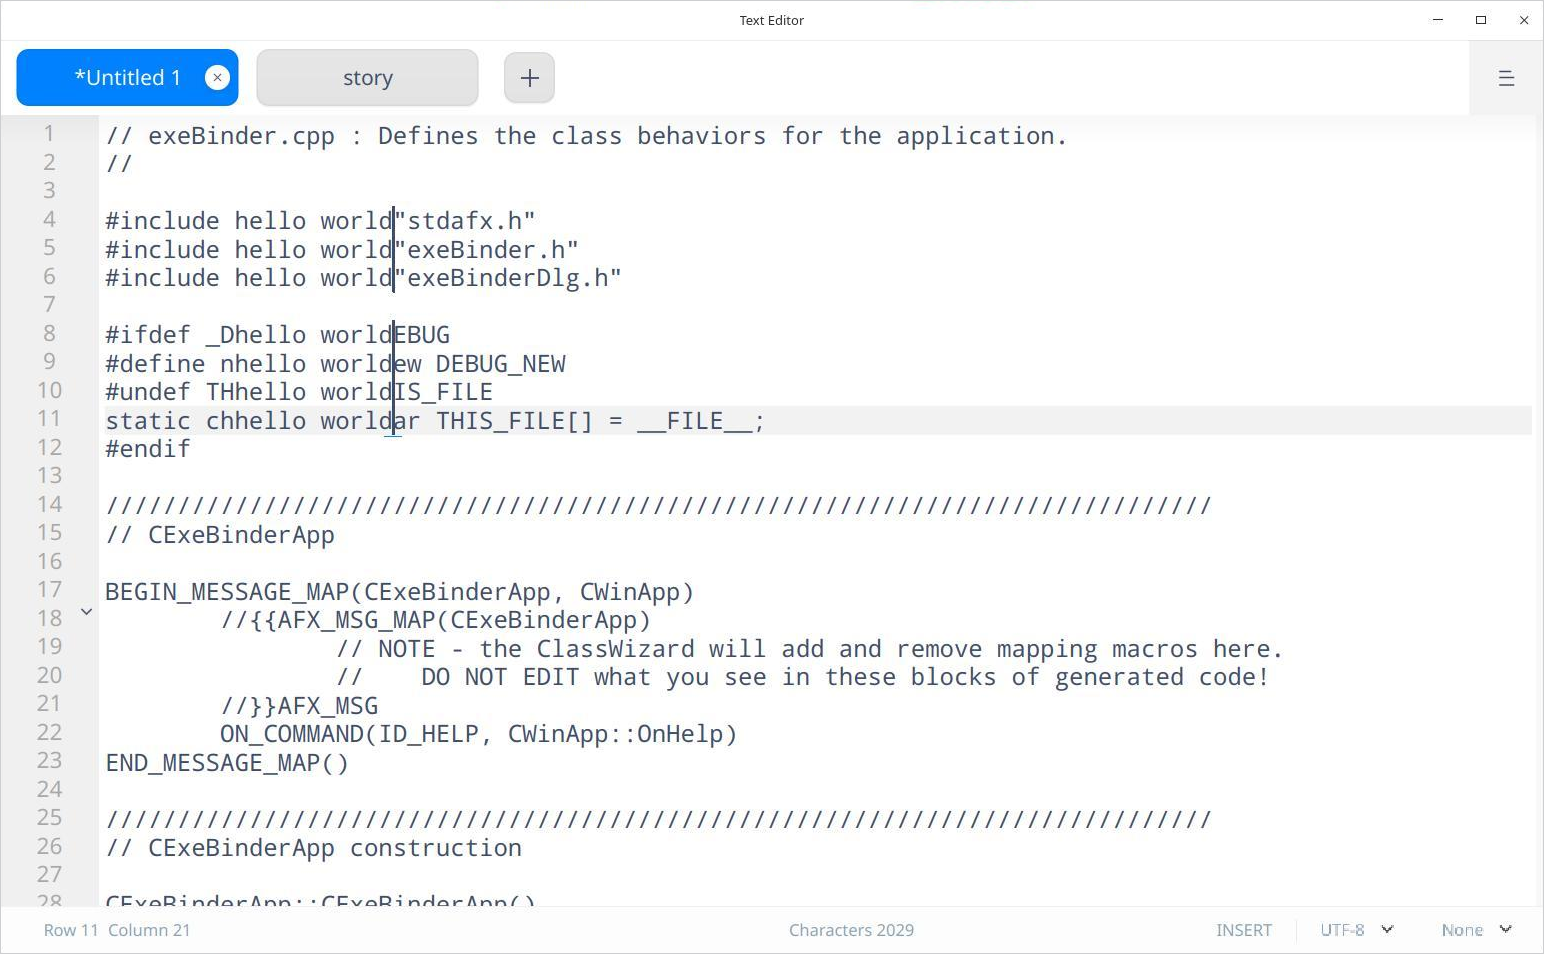 Text Editor
*Untitled 1
story
1 // exeBinder.cpp : Defines the class behaviors for the application.
2 //
3
4 #include hello world"stdafx.h"
5 #include hello world"exeBinder.h"
6 #include hello world"exeBinderDlg.h"
7
8 #ifdef _Dhello worldEBUG
9 #define nhello worldew DEBUG_NEW
10 #undef THhello worldIS_FILE
11 static chhello worldar THIS_FILE[] = __FILE__;
12 #endif
13
14 /////////////////////////////////////////////////////////////////////////////
15 // CExeBinderApp
16
17 BEGIN_MESSAGE_MAP(CExeBinderApp, CWinApp)
18 //{{AFX_MSG_MAP(CExeBinderApp)
19 // NOTE - the ClassWizard will add and remove mapping macros here.
20 //    DO NOT EDIT what you see in these blocks of generated code!
21 //}}AFX_MSG
22 ON_COMMAND(ID_HELP, CWinApp::OnHelp)
23 END_MESSAGE_MAP()
24
25 /////////////////////////////////////////////////////////////////////////////
26 // CExeBinderApp construction
27
28 CExeBinderApp::CExeBinderApp()
Row 11 Column 21
Characters 2029
INSERT
UTF-8
None